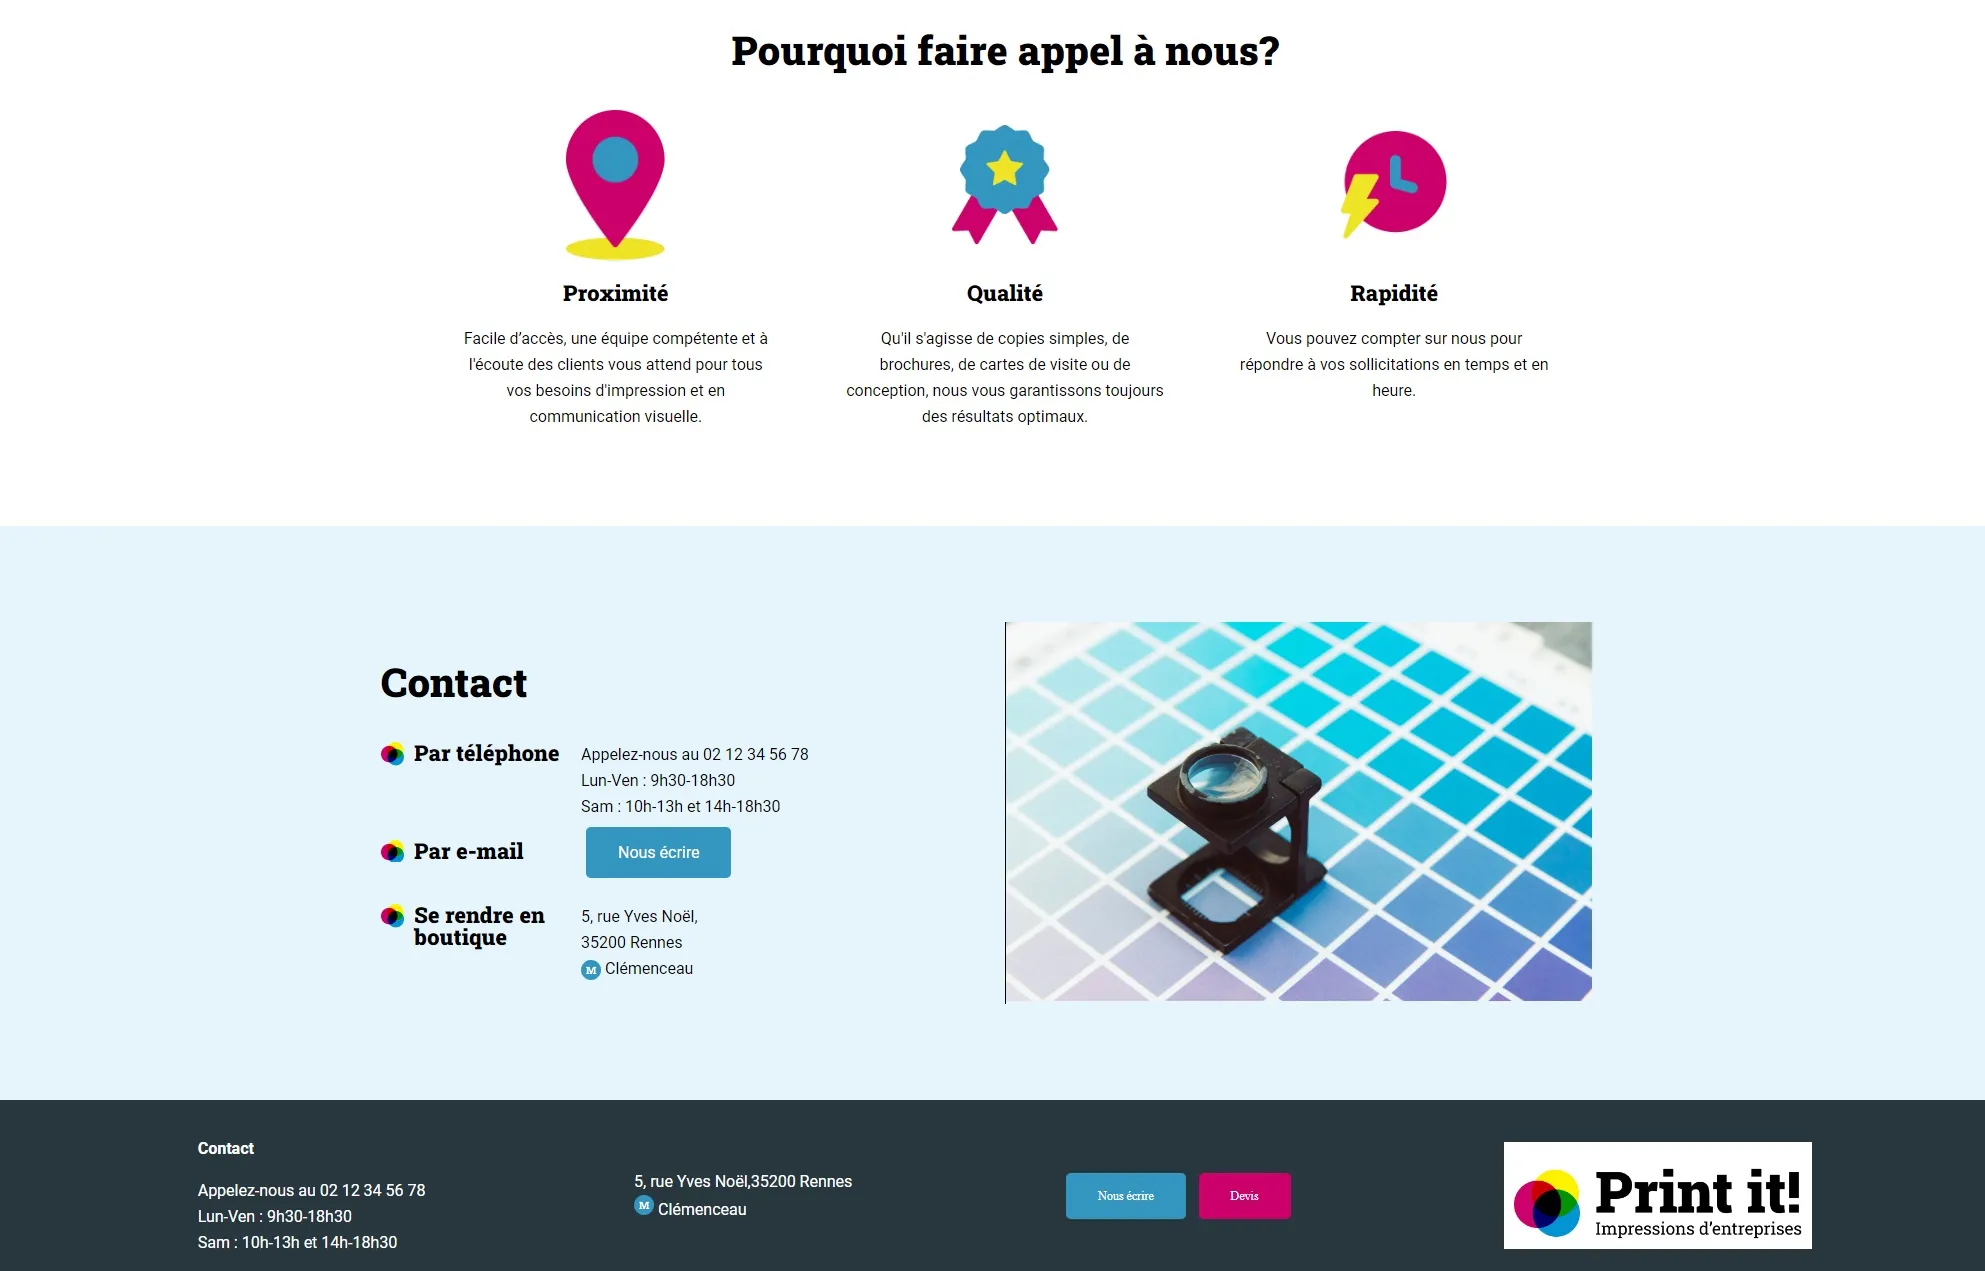 Pourquoi faire appel à nous?
Proximité
Facile d’accès, une équipe compétente et à
l'écoute des clients vous attend pour tous
vos besoins d'impression et en
communication visuelle.
Qualité
Qu'il s'agisse de copies simples, de
brochures, de cartes de visite ou de
conception, nous vous garantissons toujours
des résultats optimaux.
Rapidité
Vous pouvez compter sur nous pour
répondre à vos sollicitations en temps et en
heure.
Contact
Par téléphone
Appelez-nous au 02 12 34 56 78
Lun-Ven : 9h30-18h30
Sam : 10h-13h et 14h-18h30
Par e-mail
Nous écrire
Se rendre en
boutique
5, rue Yves Noël,
35200 Rennes
M Clémenceau
Contact
Appelez-nous au 02 12 34 56 78
Lun-Ven : 9h30-18h30
Sam : 10h-13h et 14h-18h30
5, rue Yves Noël,35200 Rennes
M Clémenceau
Nous écrire
Devis
Print it!
Impressions d’entreprises